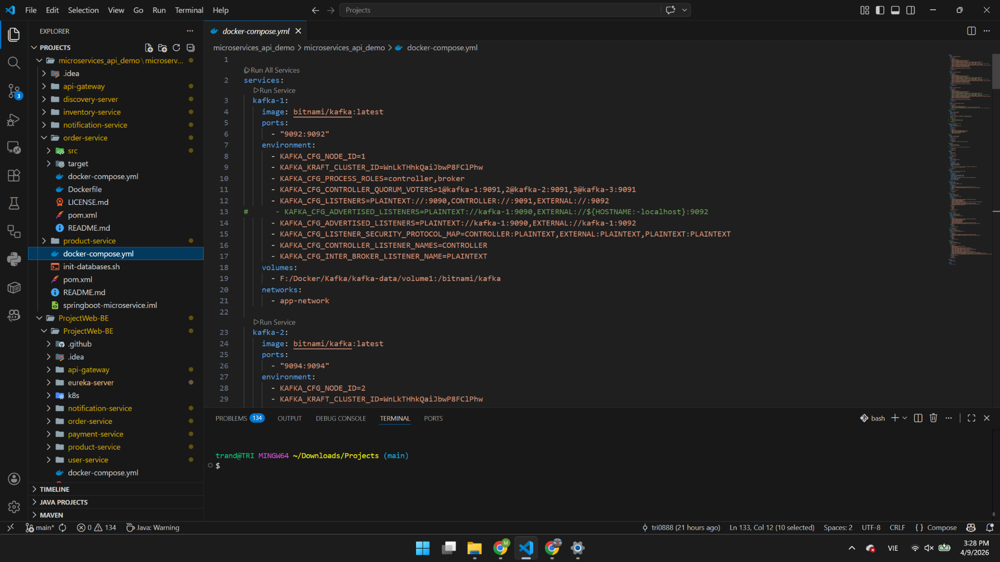 File Edit Selection View Go Run Terminal Help
Projects
EXPLORER
PROJECTS
microservices_api_demo\microserv...
.idea
api-gateway
discovery-server
inventory-service
notification-service
order-service
src
target
docker-compose.yml
Dockerfile
LICENSE.md
pom.xml
README.md
product-service
docker-compose.yml
init-databases.sh
pom.xml
README.md
springboot-microservice.iml
ProjectWeb-BE
ProjectWeb-BE
.github
.idea
api-gateway
eureka-server
k8s
notification-service
order-service
payment-service
product-service
user-service
docker-compose.yml
TIMELINE
JAVA PROJECTS
MAVEN
3
docker-compose.yml
microservices_api_demo > microservices_api_demo > docker-compose.yml
1
Run All Services
2 services:
Run Service
3 kafka-1:
4 image: bitnami/kafka:latest
5 ports:
6 - "9092:9092"
7 environment:
8 - KAFKA_CFG_NODE_ID=1
9 - KAFKA_KRAFT_CLUSTER_ID=WnLkTHhkQaiJbwP8FClPhw
10 - KAFKA_CFG_PROCESS_ROLES=controller,broker
11 - KAFKA_CFG_CONTROLLER_QUORUM_VOTERS=1@kafka-1:9091,2@kafka-2:9091,3@kafka-3:9091
12 - KAFKA_CFG_LISTENERS=PLAINTEXT://:9090,CONTROLLER://:9091,EXTERNAL://:9092
13 # - KAFKA_CFG_ADVERTISED_LISTENERS=PLAINTEXT://kafka-1:9090,EXTERNAL://${HOSTNAME:-localhost}:9092
14 - KAFKA_CFG_ADVERTISED_LISTENERS=PLAINTEXT://kafka-1:9090,EXTERNAL://kafka-1:9092
15 - KAFKA_CFG_LISTENER_SECURITY_PROTOCOL_MAP=CONTROLLER:PLAINTEXT,EXTERNAL:PLAINTEXT,PLAINTEXT:PLAINTEXT
16 - KAFKA_CFG_CONTROLLER_LISTENER_NAMES=CONTROLLER
17 - KAFKA_CFG_INTER_BROKER_LISTENER_NAME=PLAINTEXT
18 volumes:
19 - F:/Docker/Kafka/kafka-data/volume1:/bitnami/kafka
20 networks:
21 - app-network
22
Run Service
23 kafka-2:
24 image: bitnami/kafka:latest
25 ports:
26 - "9094:9094"
27 environment:
28 - KAFKA_CFG_NODE_ID=2
29 - KAFKA_KRAFT_CLUSTER_ID=WnLkTHhkQaiJbwP8FClPhw
PROBLEMS 134 OUTPUT DEBUG CONSOLE TERMINAL PORTS
bash
trand@TRI MINGW64 ~/Downloads/Projects (main)
$
main* 0 134 Java: Warning
tri0888 (21 hours ago) Ln 133, Col 12 (10 selected) Spaces: 2 UTF-8 CRLF { } Compose
M
VIE
3:28 PM
4/9/2026